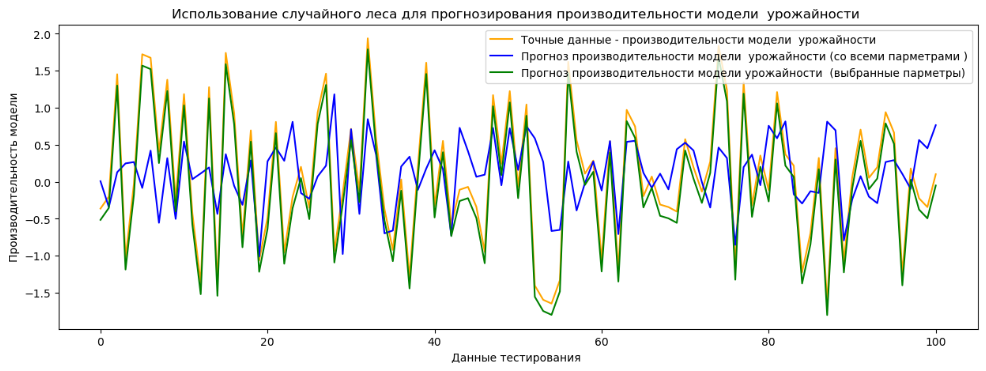 Использование случайного леса для прогнозирования производительности модели  урожайности
Точные данные - производительности модели  урожайности
Прогноз производительности модели  урожайности (со всеми парметрами )
Прогноз производительности модели урожайности  (выбранные парметры)
Производительность модели
2.0
1.5
1.0
0.5
0.0
−0.5
−1.0
−1.5
0 20 40 60 80 100
Данные тестирования